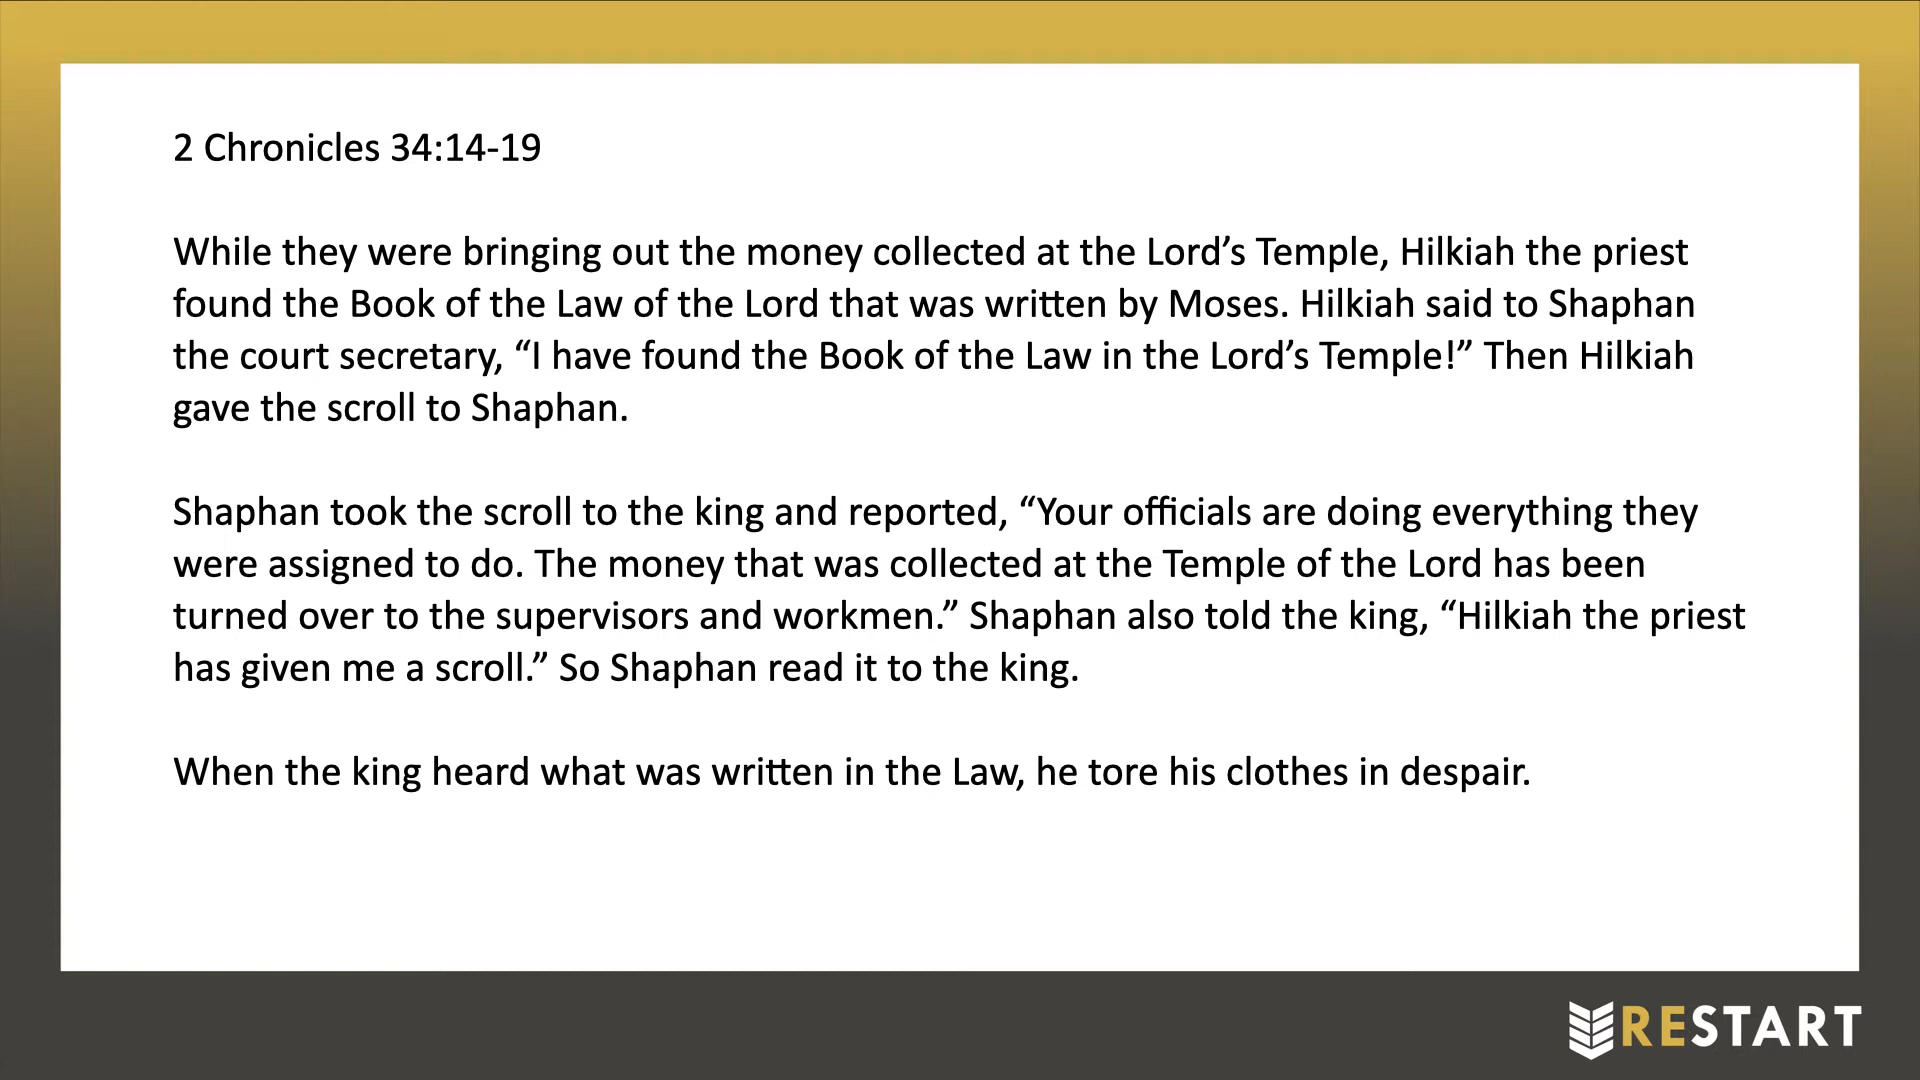 2 Chronicles 34:14-19
While they were bringing out the money collected at the Lord’s Temple, Hilkiah the priest
found the Book of the Law of the Lord that was written by Moses. Hilkiah said to Shaphan
the court secretary, “I have found the Book of the Law in the Lord’s Temple!” Then Hilkiah
gave the scroll to Shaphan.
Shaphan took the scroll to the king and reported, “Your officials are doing everything they
were assigned to do. The money that was collected at the Temple of the Lord has been
turned over to the supervisors and workmen.” Shaphan also told the king, “Hilkiah the priest
has given me a scroll.” So Shaphan read it to the king.
When the king heard what was written in the Law, he tore his clothes in despair.
RESTART